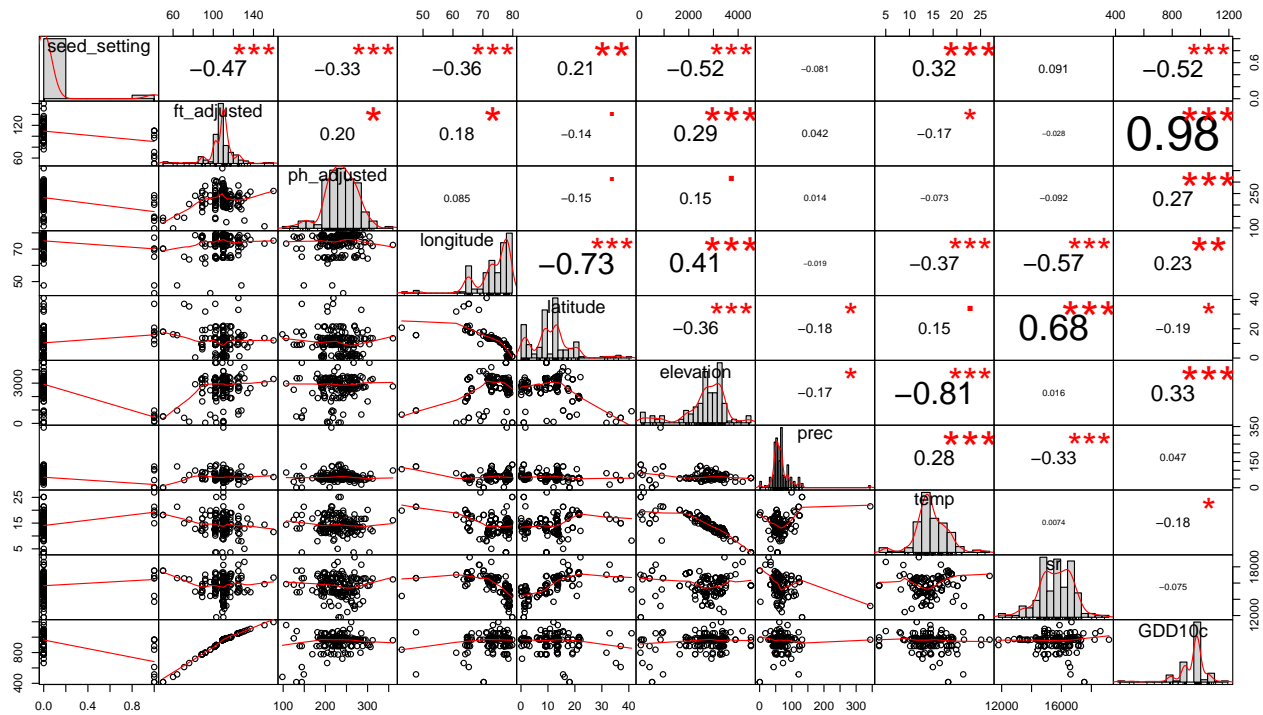 60 100 140 50 60 70 80 0 2000 4000 5 10 15 20 25 400 800 1200
seed_setting *** −0.47 *** −0.33 *** −0.36 ** 0.21 *** −0.52 −0.081 *** 0.32 0.091 *** −0.52 0.0 0.6
60 120 ft_adjusted * 0.20 * 0.18 −0.14 *** 0.29 0.042 * −0.17 −0.028 *** 0.98
ph_adjusted 0.085 −0.15 0.15 0.014 −0.073 −0.092 *** 0.27 100 250
50 70 longitude *** −0.73 *** 0.41 −0.019 *** −0.37 *** −0.57 ** 0.23
latitude *** −0.36 * −0.18 0.15 *** 0.68 * −0.19 0 20 40
0 3000 elevation * −0.17 *** −0.81 0.016 *** 0.33
prec *** 0.28 *** −0.33 0.047 0 150 350
5 15 25 temp 0.0074 * −0.18
sr −0.075 12000 18000
400 800 GDD10c
0.0 0.4 0.8 100 200 300 0 10 20 30 40 0 100 200 300 12000 16000